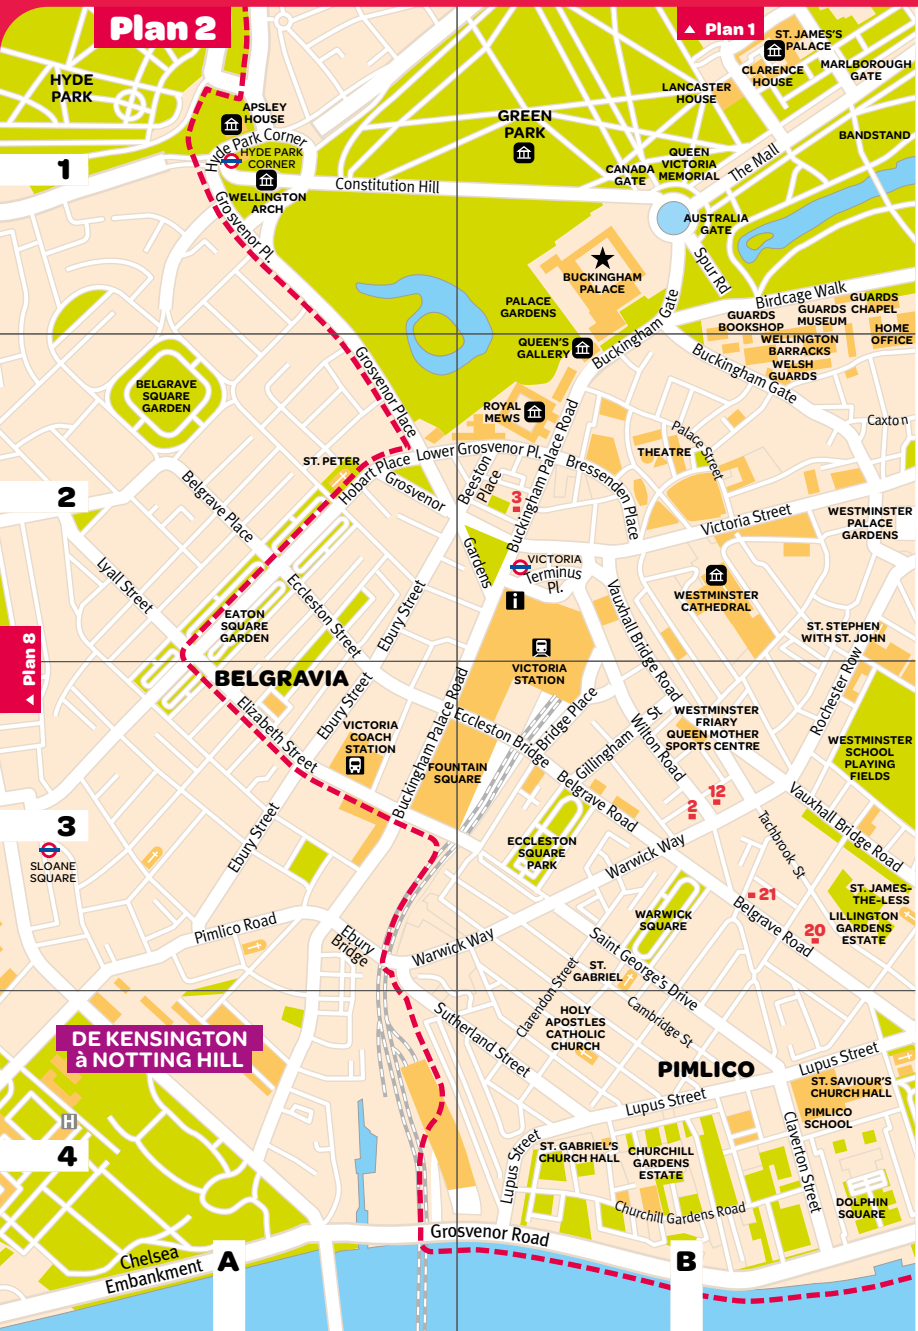 Plan 2
▲ Plan 1
ST. JAMES'S
PALACE
HYDE
PARK
CLARENCE
HOUSE
MARLBOROUGH
GATE
LANCASTER
HOUSE
APSLEY
HOUSE
GREEN
PARK
BANDSTAND
Hyde Park Corner
HYDE PARK
CORNER
1
QUEEN
VICTORIA
MEMORIAL
The Mall
CANADA
GATE
Constitution Hill
WELLINGTON
ARCH
Grosvenor Pl.
AUSTRALIA
GATE
Spur Rd
BUCKINGHAM
PALACE
Birdcage Walk
PALACE
GARDENS
GUARDS
CHAPEL
GUARDS
MUSEUM
GUARDS
BOOKSHOP
HOME
OFFICE
Buckingham Gate
QUEEN'S
GALLERY
WELLINGTON
BARRACKS
WELSH
GUARDS
Buckingham Gate
Grosvenor Place
BELGRAVE
SQUARE
GARDEN
ROYAL
MEWS
Caxton
Palace Street
THEATRE
Buckingham Palace Road
Lower Grosvenor Pl.
Hobart Place
ST. PETER
Grosvenor
Gardens
Beeston
Place
Bressenden Place
3
2
Belgrave Place
Victoria Street
WESTMINSTER
PALACE
GARDENS
VICTORIA
Terminus
Pl.
Lyall Street
Eccleston Street
Ebury Street
WESTMINSTER
CATHEDRAL
EATON
SQUARE
GARDEN
Vauxhall Bridge Road
ST. STEPHEN
WITH ST. JOHN
▲ Plan 8
BELGRAVIA
VICTORIA
STATION
Rochester Row
Elizabeth Street
Ebury Street
VICTORIA
COACH
STATION
Buckingham Palace Road
Eccleston Bridge
Bridge Place
Gillingham St
Wilton Road
WESTMINSTER
FRIARY
QUEEN MOTHER
SPORTS CENTRE
WESTMINSTER
SCHOOL
PLAYING
FIELDS
FOUNTAIN
SQUARE
Belgrave Road
12
2
Vauxhall Bridge Road
3
Ebury Street
ECCLESTON
SQUARE
PARK
Warwick Way
Tachbrook St
SLOANE
SQUARE
21
ST. JAMES-
THE-LESS
LILLINGTON
GARDENS
ESTATE
Belgrave Road
20
WARWICK
SQUARE
Pimlico Road
Ebury
Bridge
Warwick Way
Saint George's Drive
ST.
GABRIEL
Clarendon Street
Cambridge St
HOLY
APOSTLES
CATHOLIC
CHURCH
Sutherland Street
DE KENSINGTON
à NOTTING HILL
PIMLICO
Lupus Street
ST. SAVIOUR'S
CHURCH HALL
Lupus Street
PIMLICO
SCHOOL
H
4
Lupus Street
ST. GABRIEL'S
CHURCH HALL
CHURCHILL
GARDENS
ESTATE
Claverton Street
DOLPHIN
SQUARE
Churchill Gardens Road
Grosvenor Road
Chelsea
Embankment
A
B